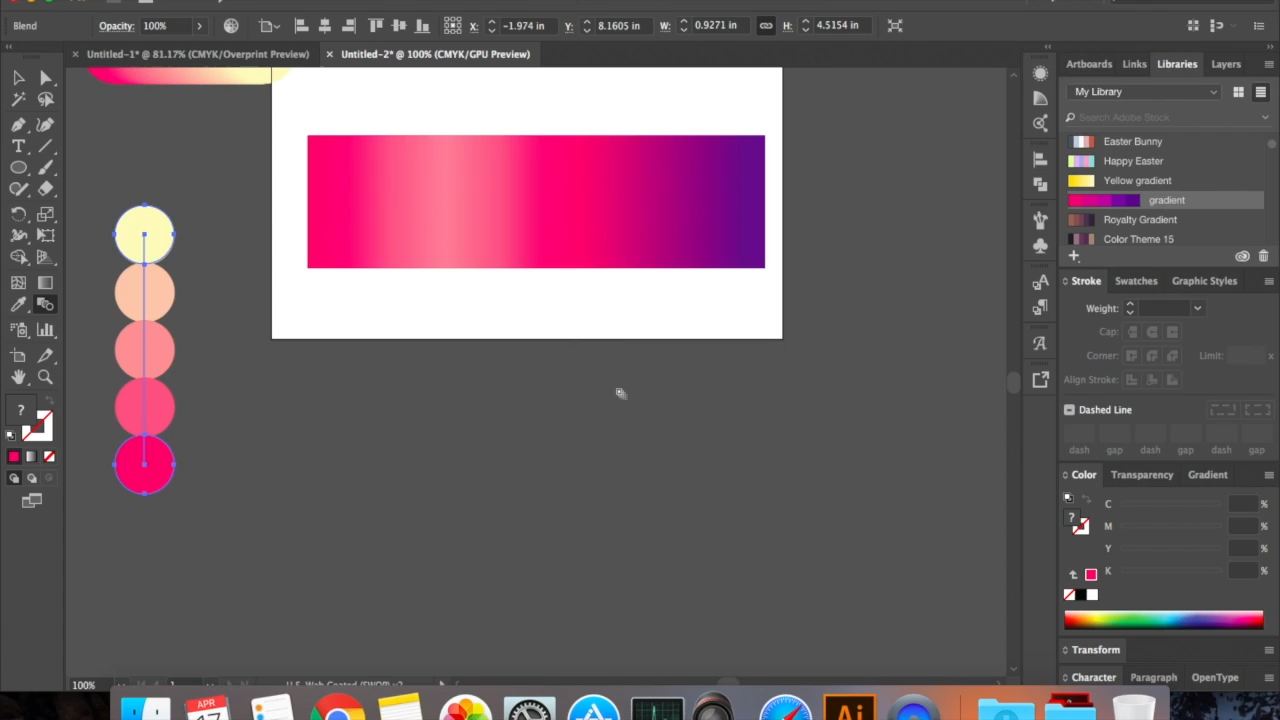 Blend Opacity: 100% X: -1.974 in Y: 8.1605 in W: 0.9271 in H: 4.5154 in
Untitled-1* @ 81.17% (CMYK/Overprint Preview) Untitled-2* @ 100% (CMYK/GPU Preview)
Artboards Links Libraries Layers
My Library
Search Adobe Stock
Easter Bunny
Happy Easter
Yellow gradient
gradient
Royalty Gradient
Color Theme 15
Stroke Swatches Graphic Styles
Weight:
Cap:
Corner: Limit: x
Align Stroke:
Dashed Line
dash gap dash gap dash gap
Color Transparency Gradient
C %
M %
Y %
K %
?
?
Transform
Character Paragraph OpenType
100% 1 U.S. Web Coated (SWOP) v2
APR
17
Ai